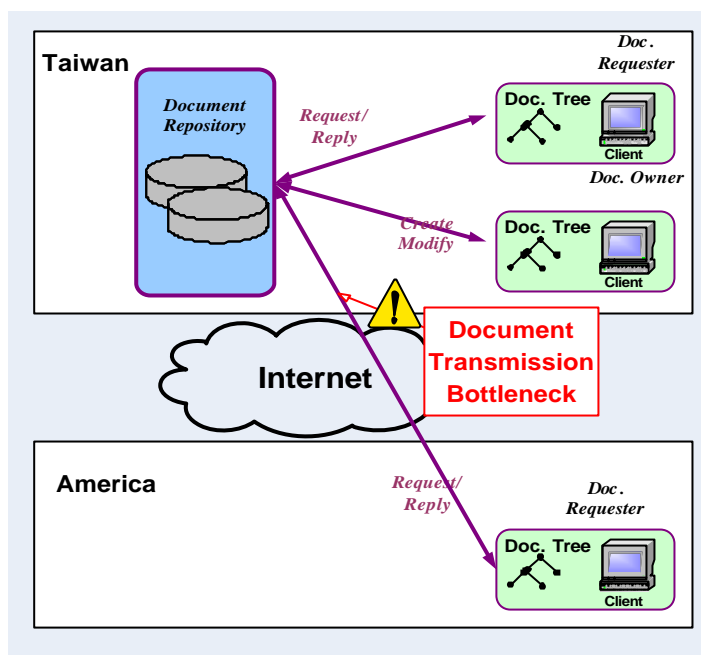 Taiwan
Document
Repository
Request/
Reply
Doc.
Requester
Doc. Tree
Client
Doc. Owner
Create
Modify
Doc. Tree
Client
Document
Transmission
Bottleneck
Internet
America
Request/
Reply
Doc.
Requester
Doc. Tree
Client